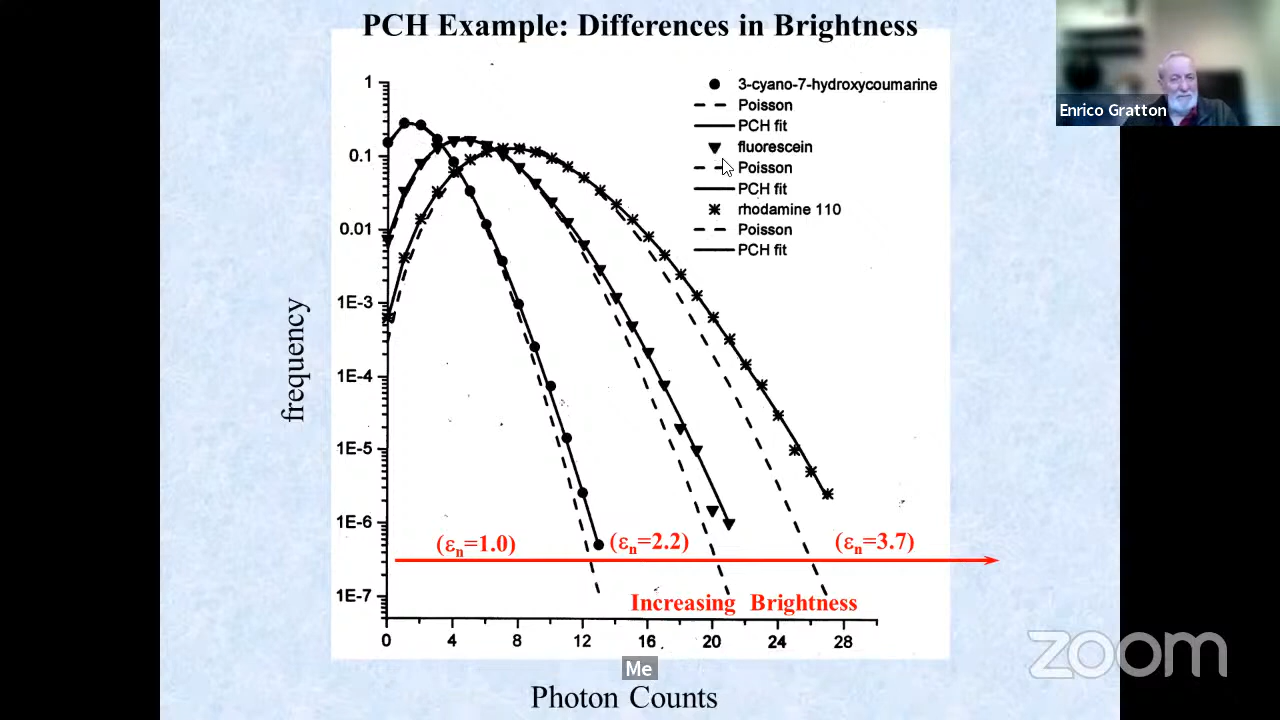 PCH Example: Differences in Brightness
Enrico Gratton
3-cyano-7-hydroxycoumarine
Poisson
PCH fit
fluorescein
Poisson
PCH fit
rhodamine 110
Poisson
PCH fit
1
0.1
0.01
1E-3
1E-4
1E-5
1E-6
1E-7
frequency
(εn=1.0)
(εn=2.2)
(εn=3.7)
Increasing Brightness
0 4 8 12 16 20 24 28
Me
Photon Counts
zoom